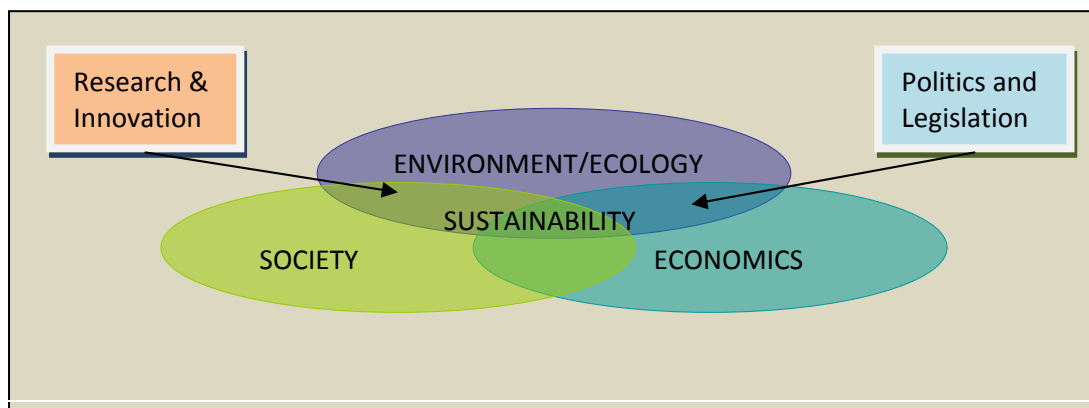 Research &
Innovation
Politics and
Legislation
ENVIRONMENT/ECOLOGY
SUSTAINABILITY
SOCIETY
ECONOMICS